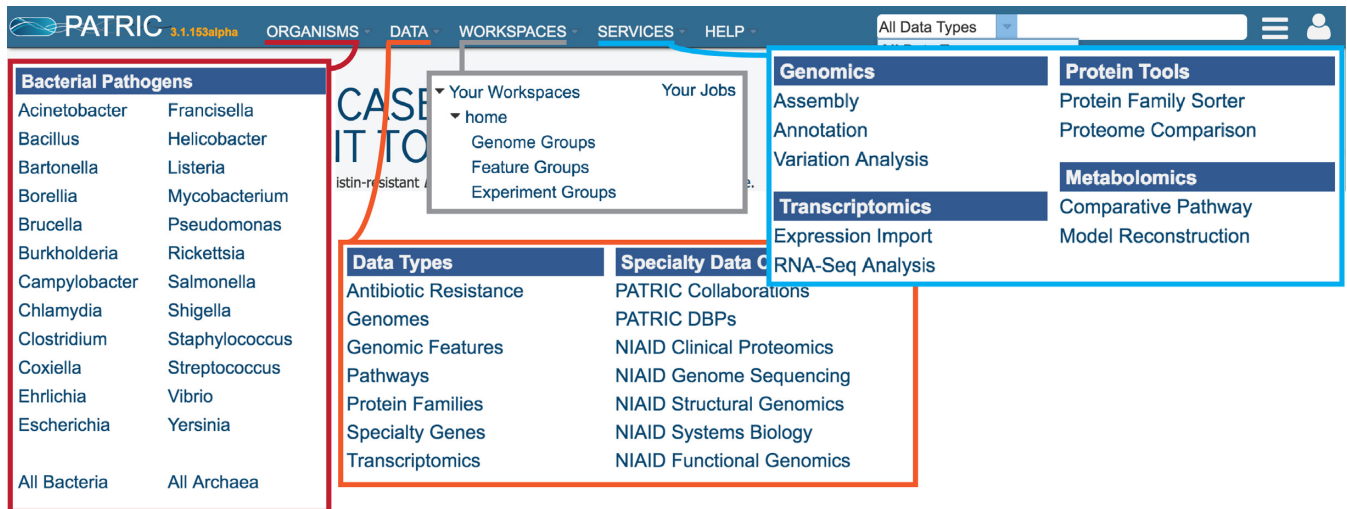 PATRIC 3.1.153alpha ORGANISMS DATA WORKSPACES SERVICES HELP All Data Types
Bacterial Pathogens
Acinetobacter Francisella
Bacillus Helicobacter
Bartonella Listeria
Borellia Mycobacterium
Brucella Pseudomonas
Burkholderia Rickettsia
Campylobacter Salmonella
Chlamydia Shigella
Clostridium Staphylococcus
Coxiella Streptococcus
Ehrlichia Vibrio
Escherichia Yersinia
All Bacteria All Archaea
CASE
IT TO
istin-resistant
Your Workspaces Your Jobs
home
Genome Groups
Feature Groups
Experiment Groups
Data Types
Antibiotic Resistance
Genomes
Genomic Features
Pathways
Protein Families
Specialty Genes
Transcriptomics
Specialty Data C
PATRIC Collaborations
PATRIC DBPs
NIAID Clinical Proteomics
NIAID Genome Sequencing
NIAID Structural Genomics
NIAID Systems Biology
NIAID Functional Genomics
Genomics
Assembly
Annotation
Variation Analysis
Transcriptomics
Expression Import
RNA-Seq Analysis
Protein Tools
Protein Family Sorter
Proteome Comparison
Metabolomics
Comparative Pathway
Model Reconstruction